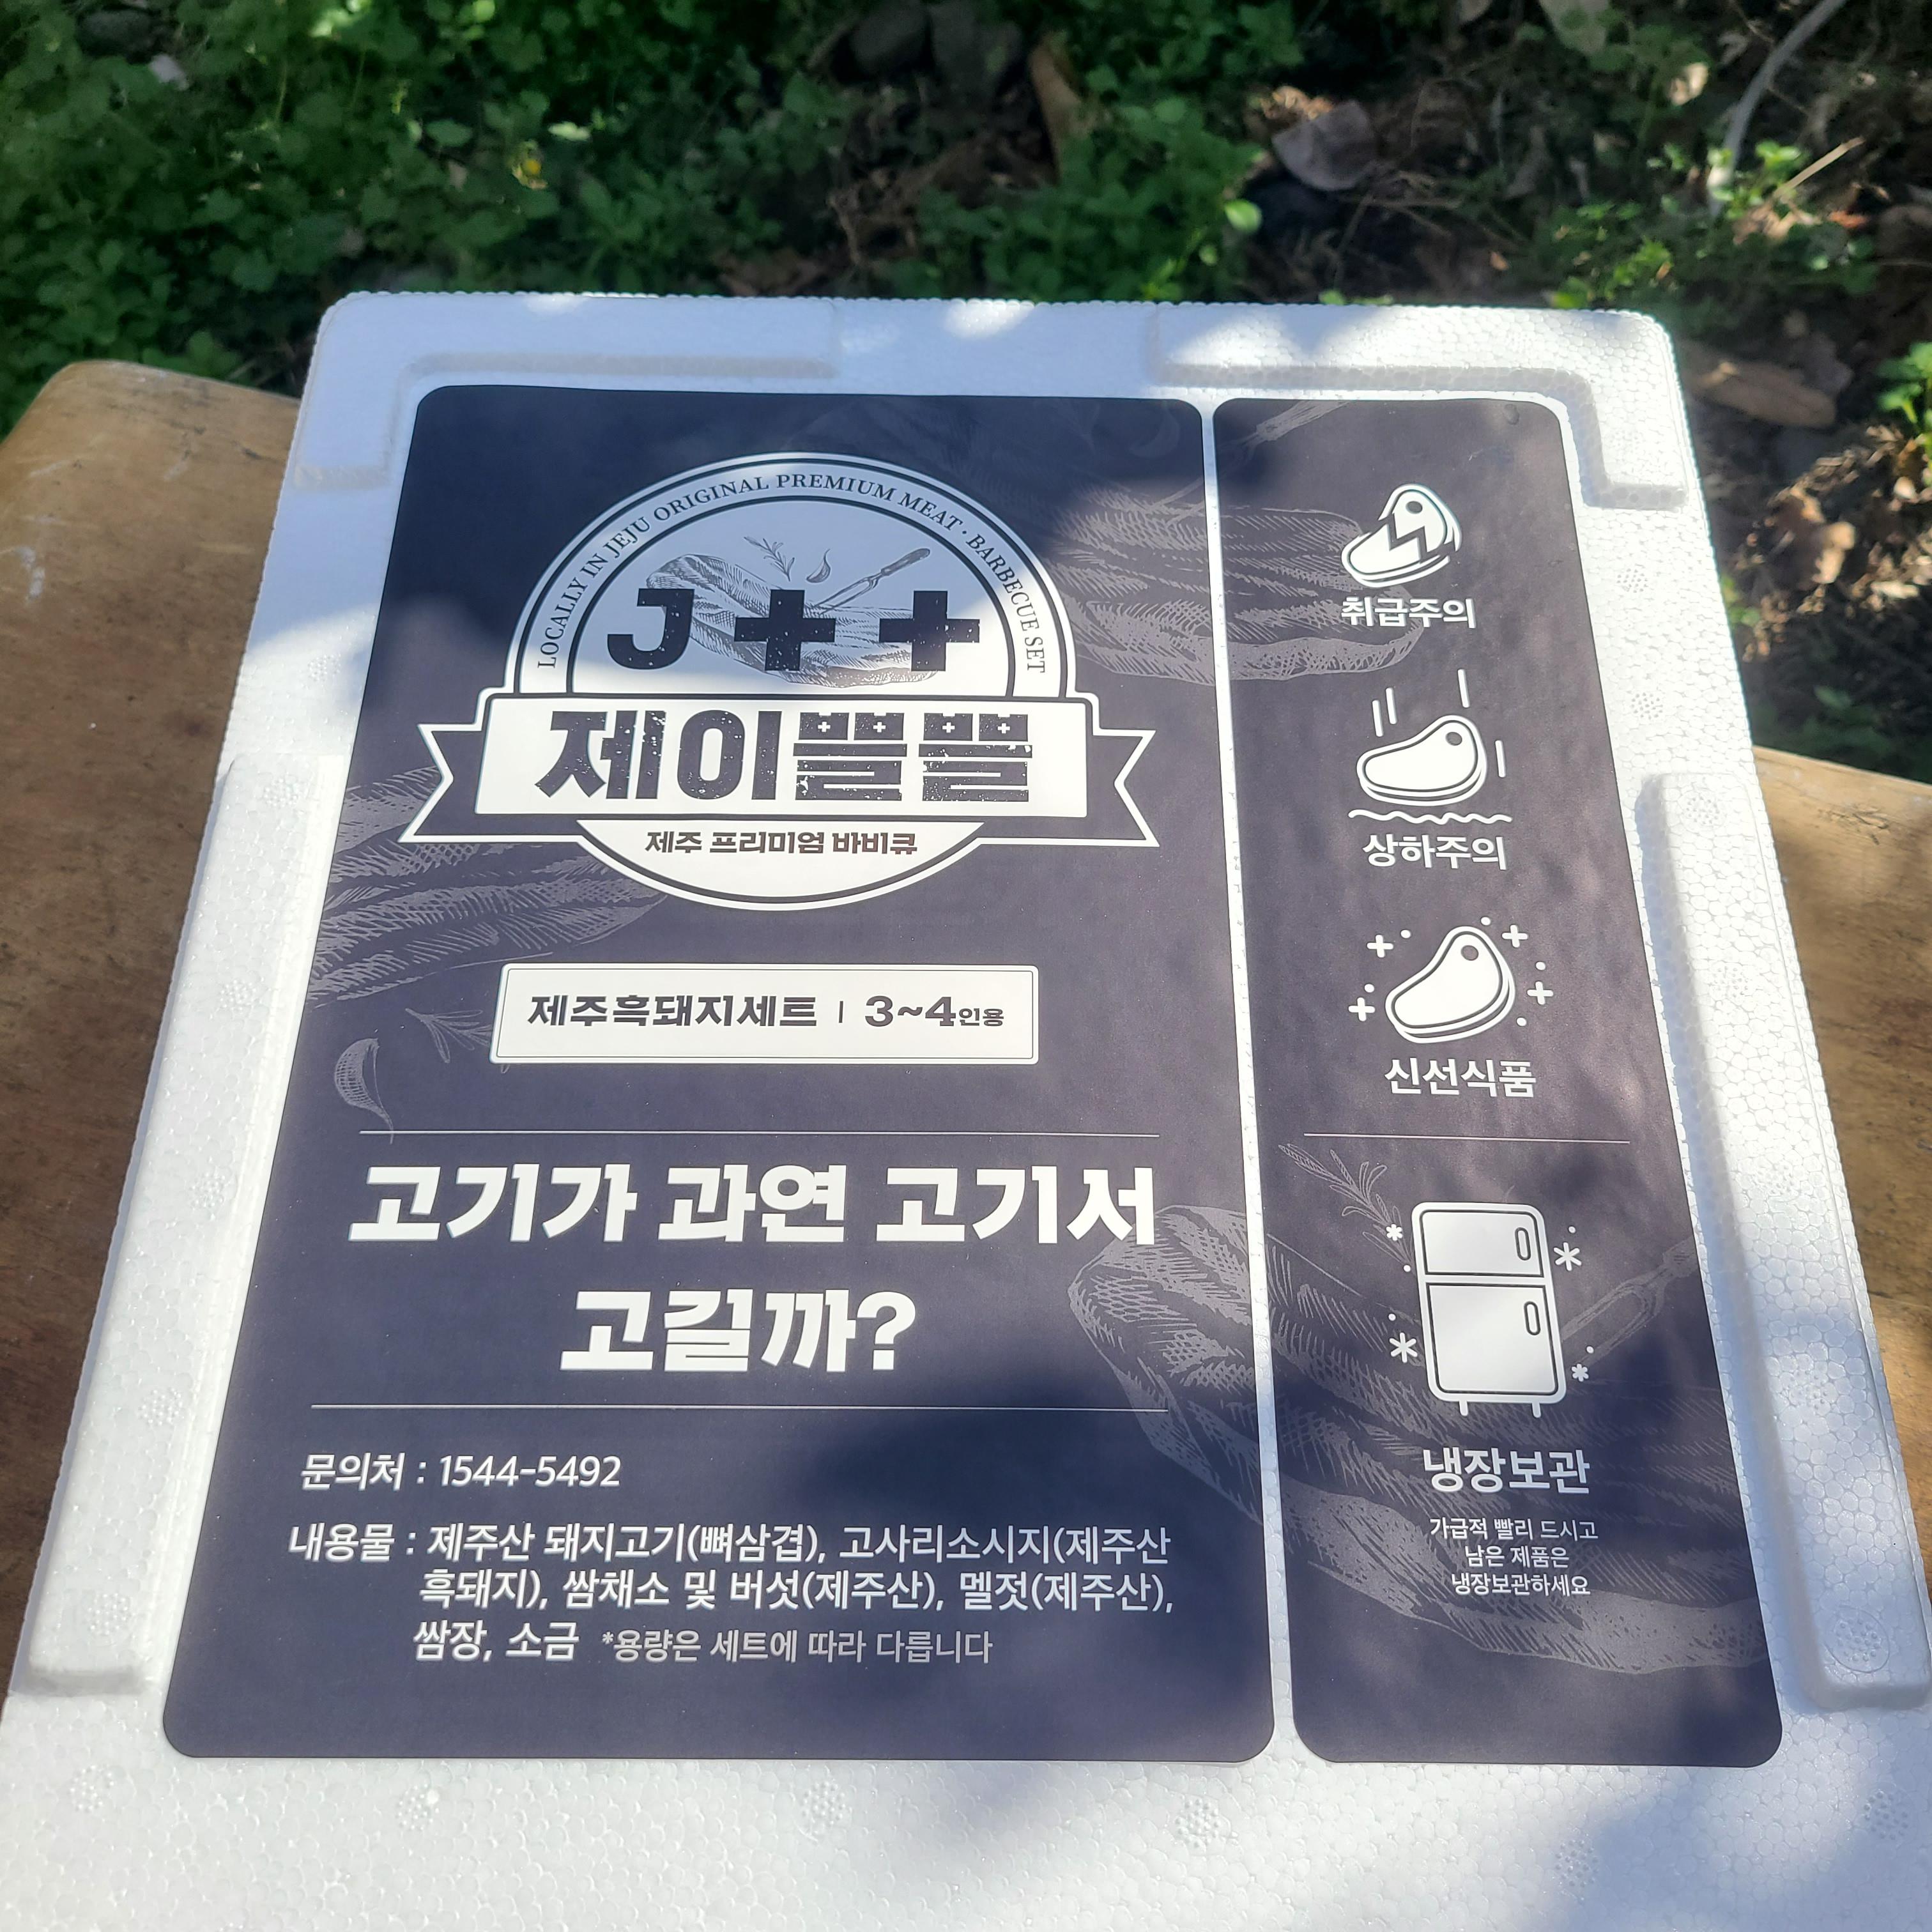 LOCALLY IN JEJU ORIGINAL PREMIUM MEAT · BARBECUE SET
J++
제이쁠쁠
제주 프리미엄 바비큐
제주흑돼지세트 | 3~4인용
고기가 과연 고기서
고길까?
문의처 : 1544-5492
내용물 : 제주산 돼지고기(뼈삼겹), 고사리소시지(제주산
흑돼지), 쌈채소 및 버섯(제주산), 멜젓(제주산),
쌈장, 소금 *용량은 세트에 따라 다릅니다
취급주의
상하주의
신선식품
냉장보관
가급적 빨리 드시고
남은 제품은
냉장보관하세요